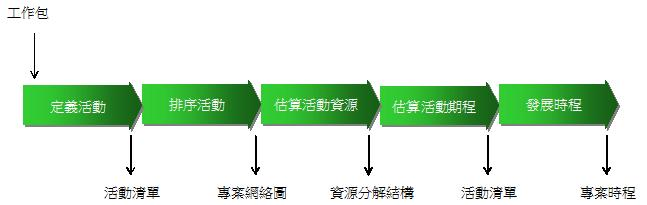 工作包
定義活動
排序活動
估算活動資源
估算活動期程
發展時程
活動清單
專案網絡圖
資源分解結構
活動清單
專案時程